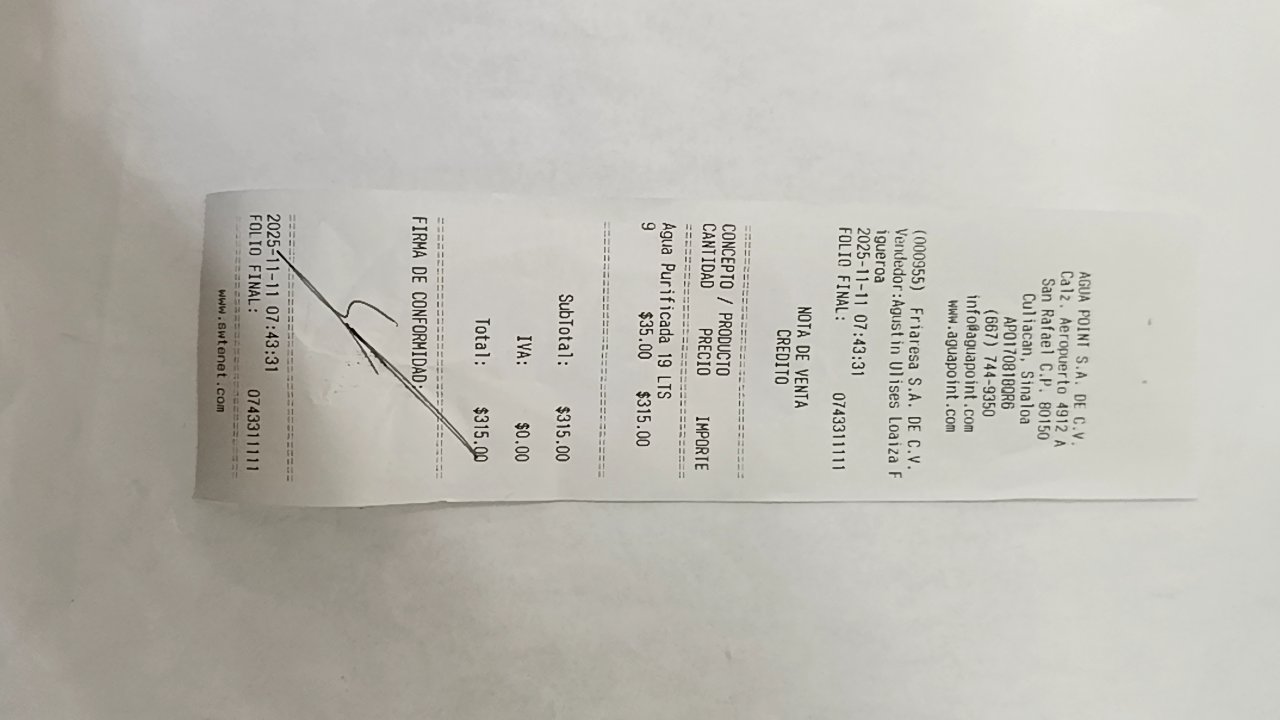 AGUA POINT S.A. DE C.V.
Calz. Aeropuerto 4912 A
San Rafael C.P. 80150
Culiacan, Sinaloa
APO170818QR6
(667) 744-9350
info@aguapoint.com
www.aguapoint.com
(000955) Friaresa S.A. DE C.V.
Vendedor:Agustin Ulises Loaiza F
igueroa
2025-11-11 07:43:31
FOLIO FINAL: 0743311111
NOTA DE VENTA
CREDITO
================================
CONCEPTO / PRODUCTO
CANTIDAD PRECIO IMPORTE
================================
Agua Purificada 19 LTS
9 $35.00 $315.00
================================
SubTotal: $315.00
IVA: $0.00
Total: $315.00
================================
FIRMA DE CONFORMIDAD:
================================
2025-11-11 07:43:31
FOLIO FINAL: 0743311111
================================
www.swtenet.com